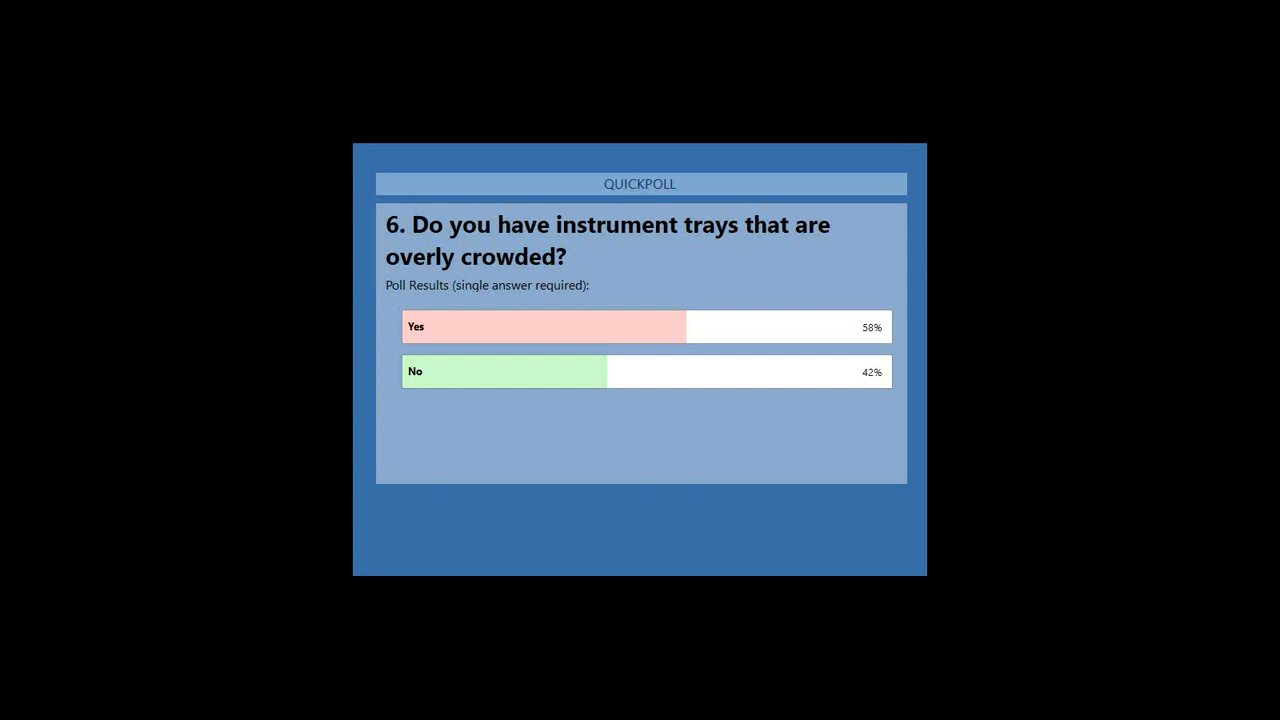 QUICKPOLL
6. Do you have instrument trays that are
overly crowded?
Poll Results (single answer required):
Yes 58%
No 42%